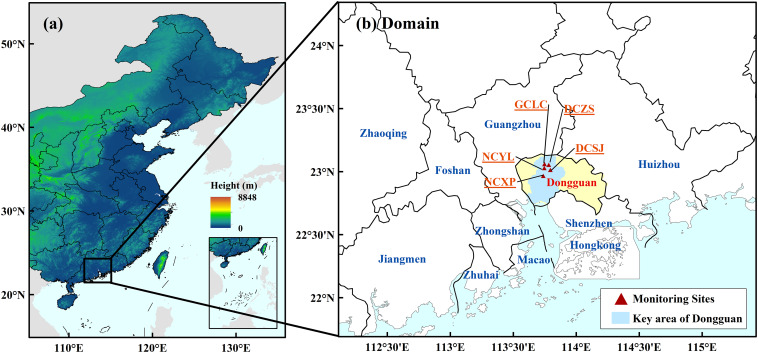 (a)
50°N
40°N
30°N
20°N
110°E
120°E
130°E
Height (m)
8848
0
(b) Domain
24°N
23°30'N
23°N
22°30'N
22°N
112°30'E
113°E
113°30'E
114°E
114°30'E
115°E
GCLC
DCZS
Guangzhou
Zhaoqing
DCSJ
NCYL
Foshan
Huizhou
NCXP
Dongguan
Zhongshan
Shenzhen
Hongkong
Jiangmen
Macao
Zhuhai
Monitoring Sites
Key area of Dongguan